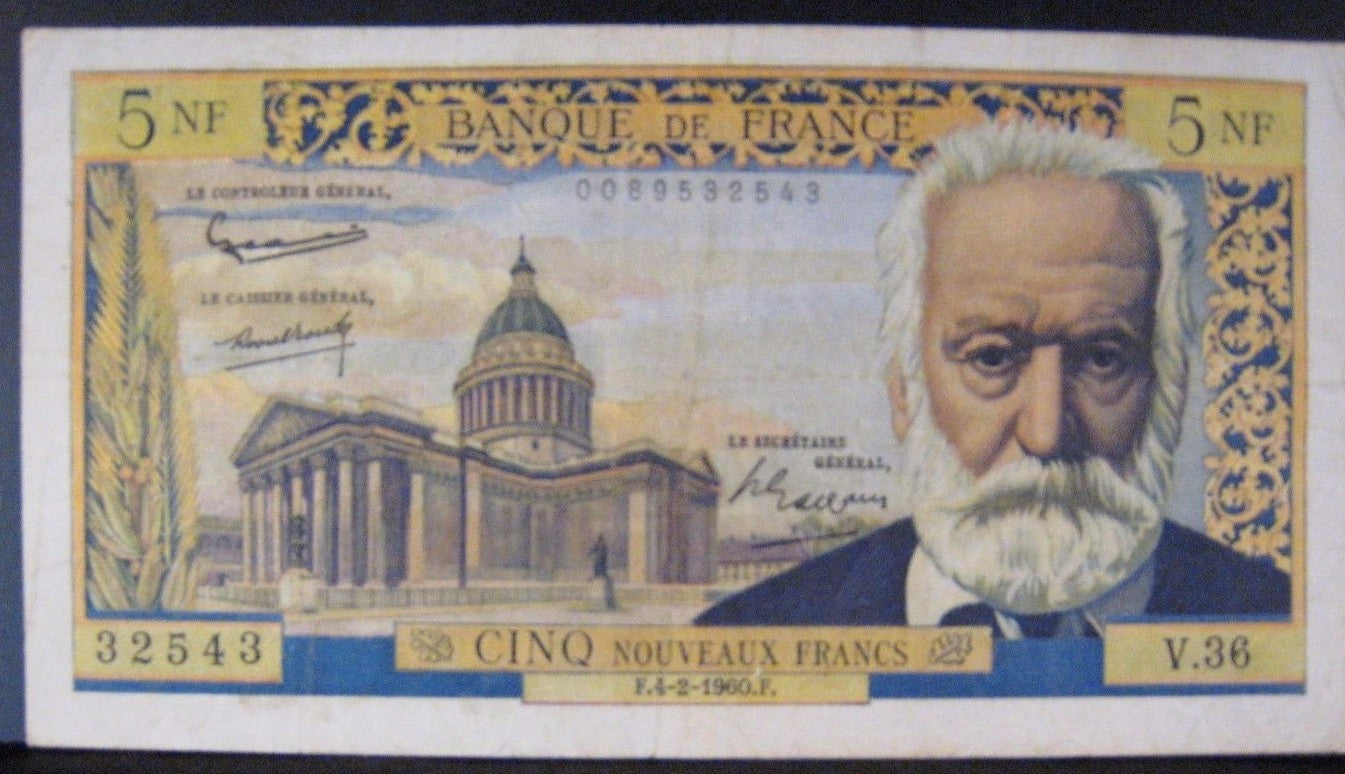 5 NF
BANQUE DE FRANCE
5 NF
LE CONTROLEUR GÉNÉRAL,
0089532543
LE CAISSIER GÉNÉRAL,
LE SECRÉTAIRE
GÉNÉRAL,
32543
CINQ NOUVEAUX FRANCS
V.36
F.4-2-1960.F.